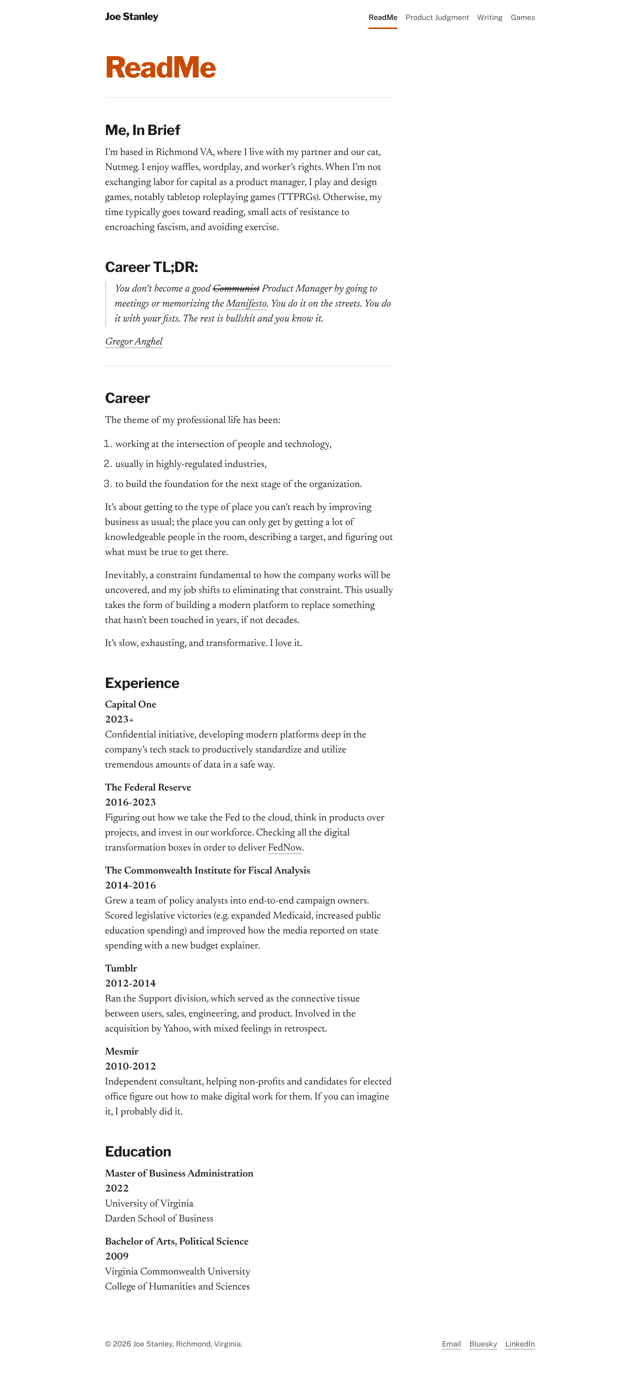 Joe Stanley
ReadMe Product Judgment Writing Games
ReadMe
Me, In Brief
I'm based in Richmond VA, where I live with my partner and our cat,
Nutmeg. I enjoy waffles, wordplay, and worker's rights. When I'm not
exchanging labor for capital as a product manager, I play and design
games, notably tabletop roleplaying games (TTPRGs). Otherwise, my
time typically goes toward reading, small acts of resistance to
encroaching fascism, and avoiding exercise.
Career TL;DR:
You don't become a good Communist Product Manager by going to
meetings or memorizing the Manifesto. You do it on the streets. You do
it with your fists. The rest is bullshit and you know it.
Gregor Anghel
Career
The theme of my professional life has been:
1. working at the intersection of people and technology,
2. usually in highly-regulated industries,
3. to build the foundation for the next stage of the organization.
It's about getting to the type of place you can't reach by improving
business as usual; the place you can only get by getting a lot of
knowledgeable people in the room, describing a target, and figuring out
what must be true to get there.
Inevitably, a constraint fundamental to how the company works will be
uncovered, and my job shifts to eliminating that constraint. This usually
takes the form of building a modern platform to replace something
that hasn't been touched in years, if not decades.
It's slow, exhausting, and transformative. I love it.
Experience
Capital One
2023+
Confidential initiative, developing modern platforms deep in the
company's tech stack to productively standardize and utilize
tremendous amounts of data in a safe way.
The Federal Reserve
2016-2023
Figuring out how we take the Fed to the cloud, think in products over
projects, and invest in our workforce. Checking all the digital
transformation boxes in order to deliver FedNow.
The Commonwealth Institute for Fiscal Analysis
2014-2016
Grew a team of policy analysts into end-to-end campaign owners.
Scored legislative victories (e.g. expanded Medicaid, increased public
education spending) and improved how the media reported on state
spending with a new budget explainer.
Tumblr
2012-2014
Ran the Support division, which served as the connective tissue
between users, sales, engineering, and product. Involved in the
acquisition by Yahoo, with mixed feelings in retrospect.
Mesmir
2010-2012
Independent consultant, helping non-profits and candidates for elected
office figure out how to make digital work for them. If you can imagine
it, I probably did it.
Education
Master of Business Administration
2022
University of Virginia
Darden School of Business
Bachelor of Arts, Political Science
2009
Virginia Commonwealth University
College of Humanities and Sciences
© 2026 Joe Stanley, Richmond, Virginia.
Email Bluesky LinkedIn